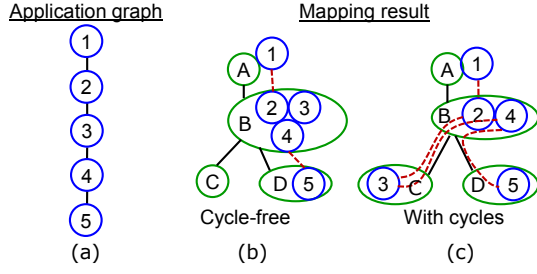 Application graph
Mapping result
1
2
3
4
5
(a)
A
1
2
3
B
4
C
D
5
Cycle-free
(b)
A
1
B
2
4
3
C
D
5
With cycles
(c)